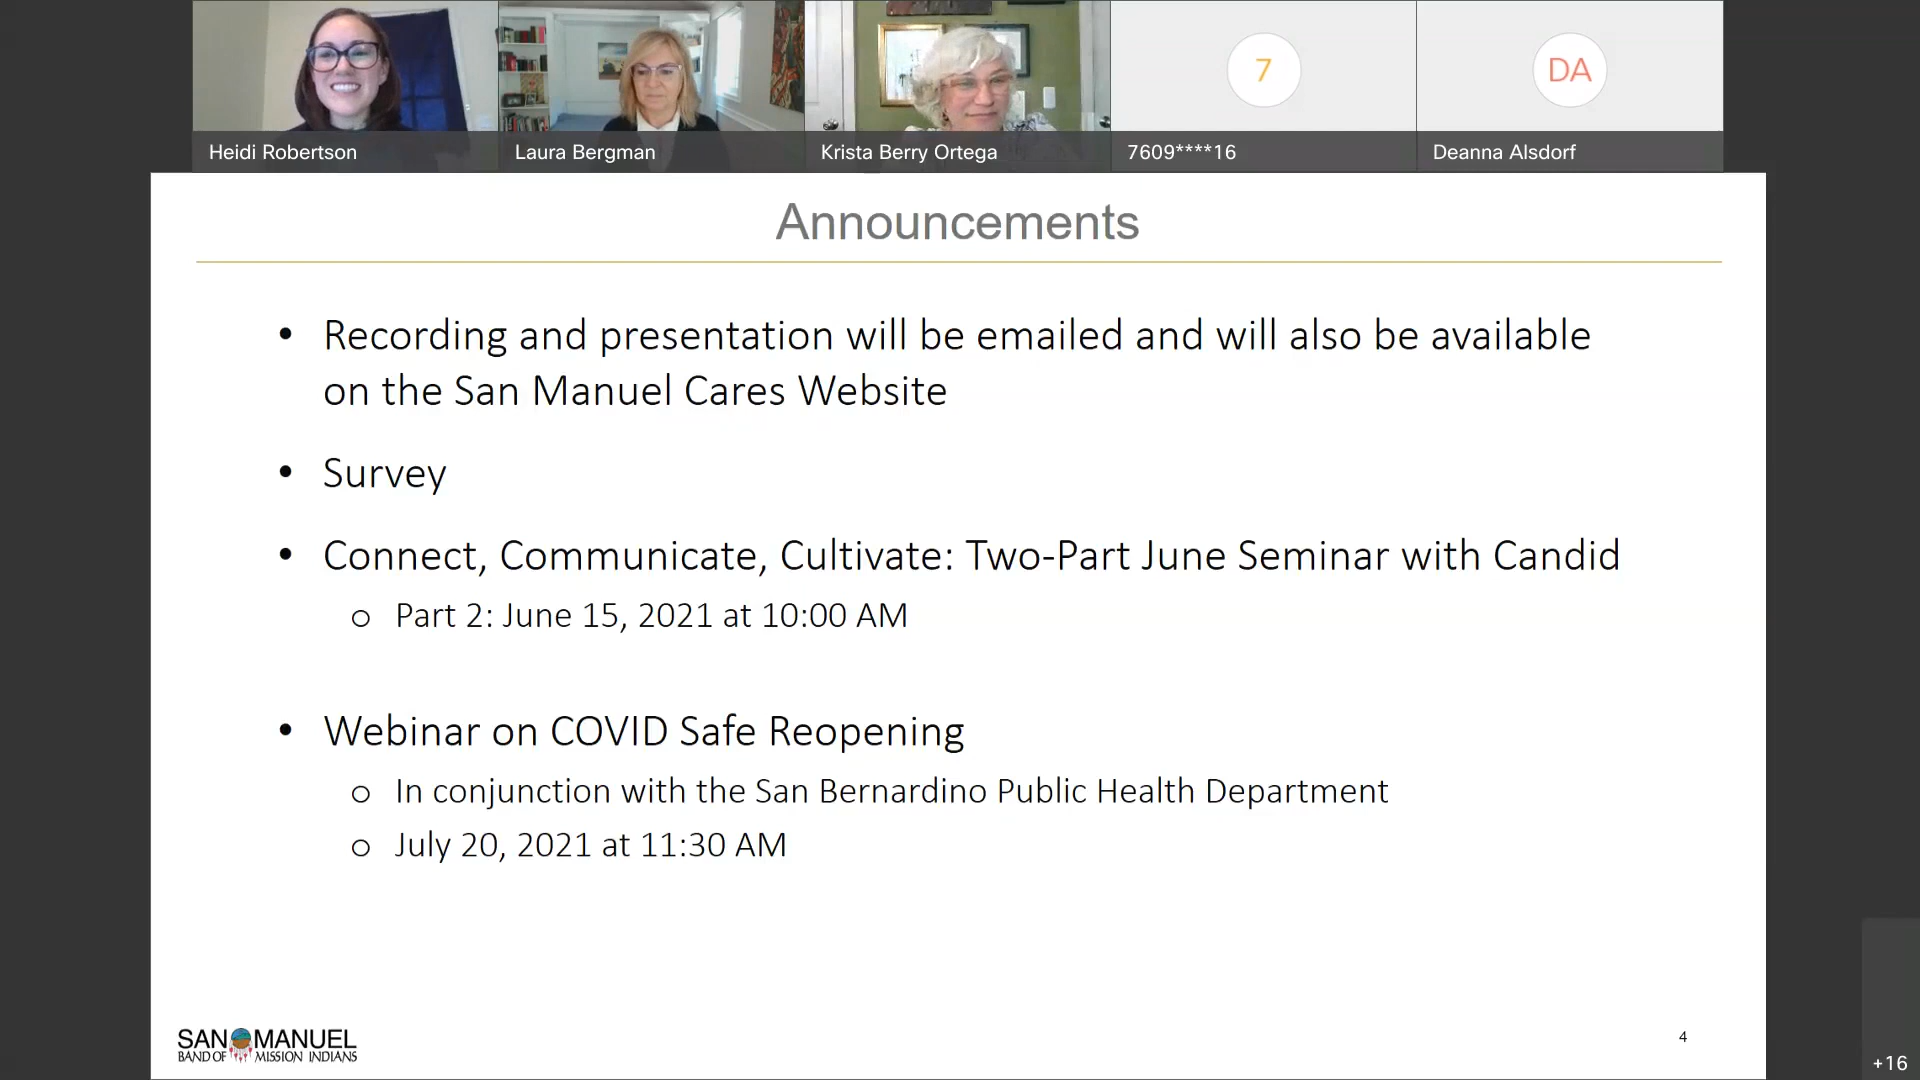 7
DA
Heidi Robertson
Laura Bergman
Krista Berry Ortega
7609****16
Deanna Alsdorf
Announcements
• Recording and presentation will be emailed and will also be available
on the San Manuel Cares Website
• Survey
• Connect, Communicate, Cultivate: Two-Part June Seminar with Candid
o Part 2: June 15, 2021 at 10:00 AM
• Webinar on COVID Safe Reopening
o In conjunction with the San Bernardino Public Health Department
o July 20, 2021 at 11:30 AM
SAN MANUEL
BAND OF MISSION INDIANS
4
+16